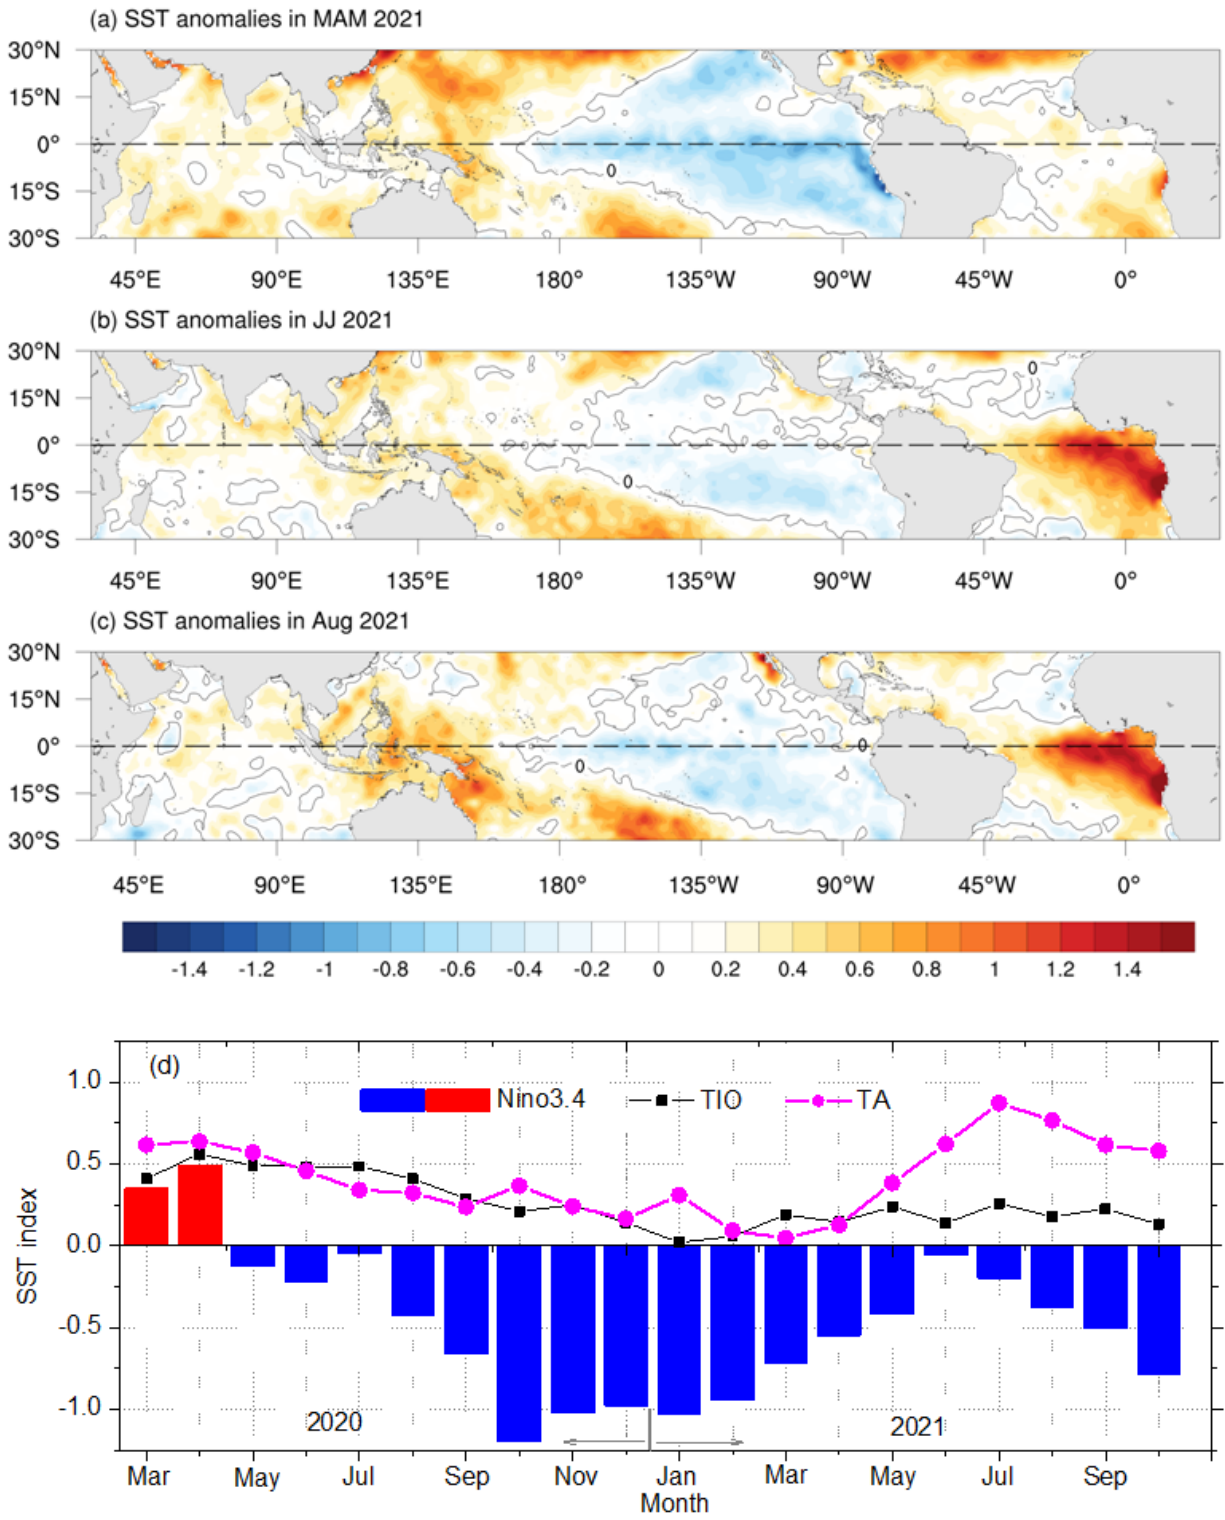 (a) SST anomalies in MAM 2021
30°N
15°N
0°
15°S
30°S
0
45°E 90°E 135°E 180° 135°W 90°W 45°W 0°
(b) SST anomalies in JJ 2021
30°N
15°N
0°
15°S
30°S
0
0
45°E 90°E 135°E 180° 135°W 90°W 45°W 0°
(c) SST anomalies in Aug 2021
30°N
15°N
0°
15°S
30°S
0
0
45°E 90°E 135°E 180° 135°W 90°W 45°W 0°
-1.4 -1.2 -1 -0.8 -0.6 -0.4 -0.2 0 0.2 0.4 0.6 0.8 1 1.2 1.4
(d)
Nino3.4 TIO TA
1.0
0.5
0.0
-0.5
-1.0
SST index
2020 2021
Mar May Jul Sep Nov Jan Mar May Jul Sep
Month